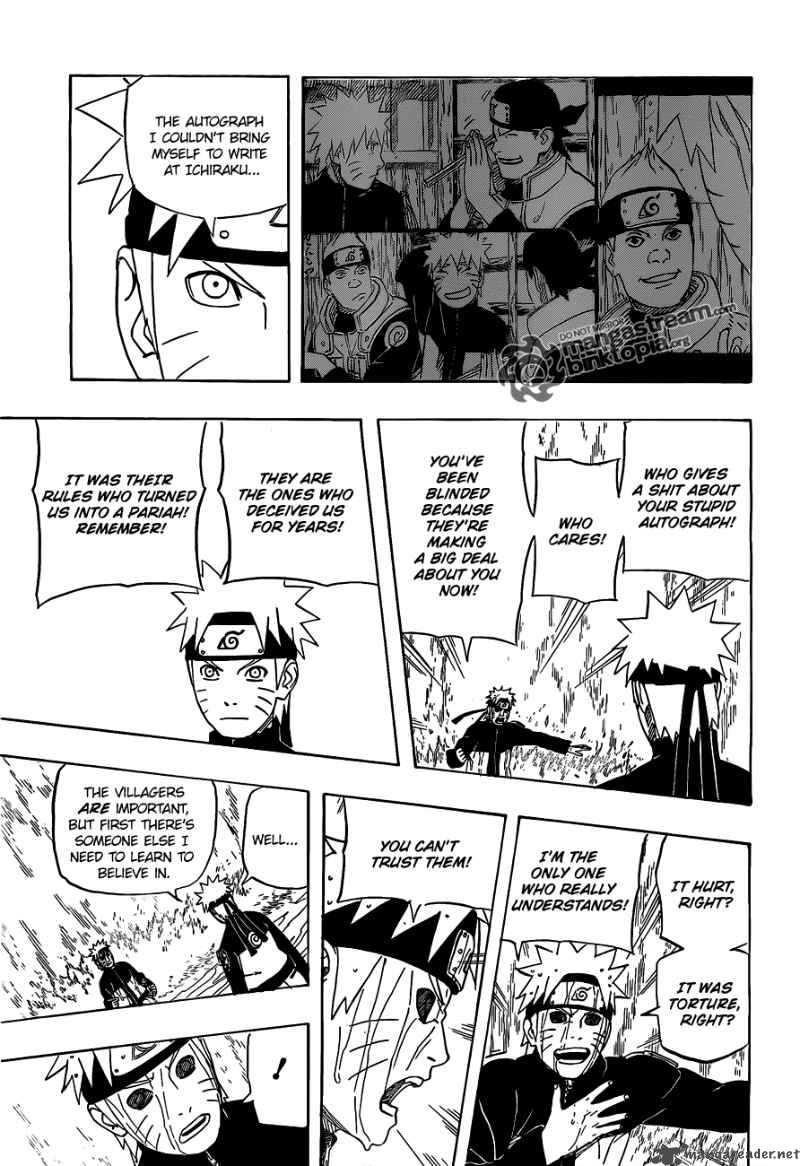 DO NOT MIRROR
mangastream.com
binktopia.org
THE AUTOGRAPH
I COULDN'T BRING
MYSELF TO WRITE
AT ICHIRAKU...
WHO GIVES
A SHIT ABOUT
YOUR STUPID
AUTOGRAPH!
WHO
CARES!
YOU'VE
BEEN
BLINDED
BECAUSE
THEY'RE
MAKING
A BIG DEAL
ABOUT YOU
NOW!
THEY ARE
THE ONES WHO
DECEIVED US
FOR YEARS!
IT WAS THEIR
RULES WHO TURNED
US INTO A PARIAH!
REMEMBER!
IT HURT,
RIGHT?
IT WAS
TORTURE,
RIGHT?
I'M THE
ONLY ONE
WHO REALLY
UNDERSTANDS!
YOU CAN'T
TRUST THEM!
WELL...
THE VILLAGERS
ARE IMPORTANT,
BUT FIRST THERE'S
SOMEONE ELSE I
NEED TO LEARN TO
BELIEVE IN.
!
mangareader.net